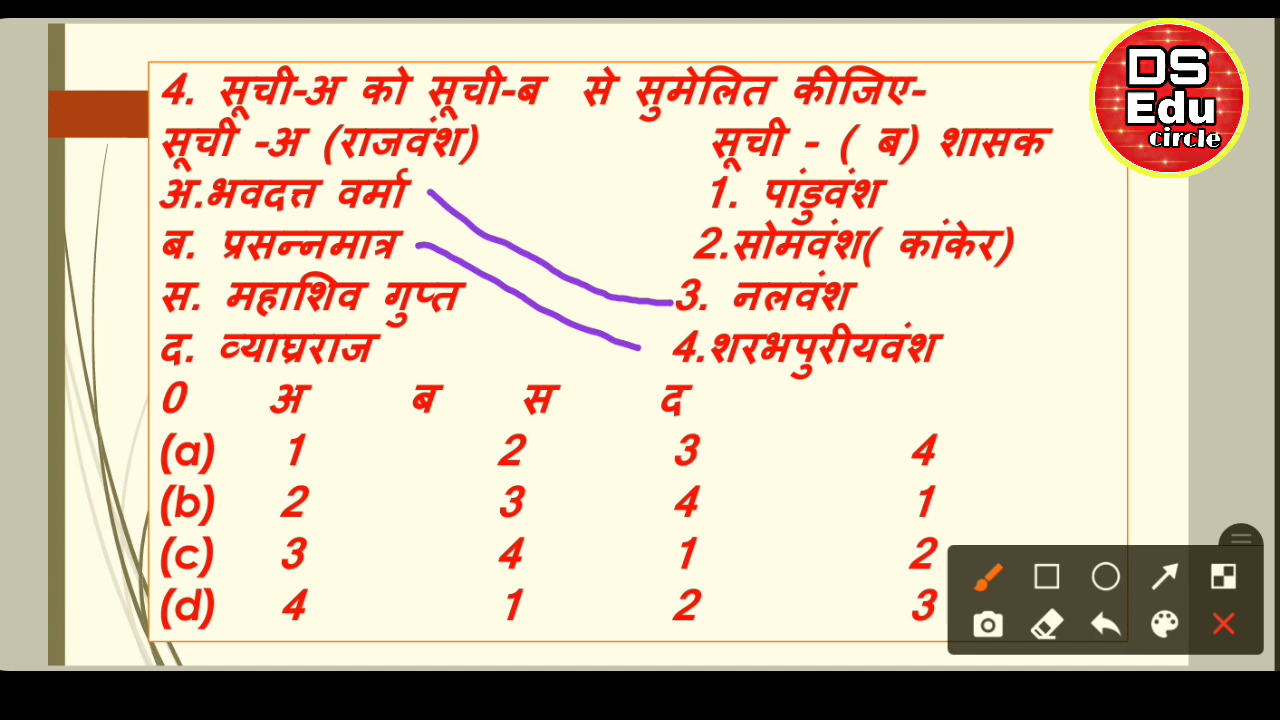 4. सूची-अ को सूची-ब से सुमेलित कीजिए-
सूची -अ (राजवंश) सूची - ( ब) शासक
अ.भवदत्त वर्मा 1. पांडुवंश
ब. प्रसन्नमात्र 2.सोमवंश( कांकेर)
स. महाशिव गुप्त 3. नलवंश
द. व्याघ्रराज 4.शरभपुरीयवंश
0 अ ब स द
(a) 1 2 3 4
(b) 2 3 4 1
(c) 3 4 1 2
(d) 4 1 2 3
DS
Edu
circle